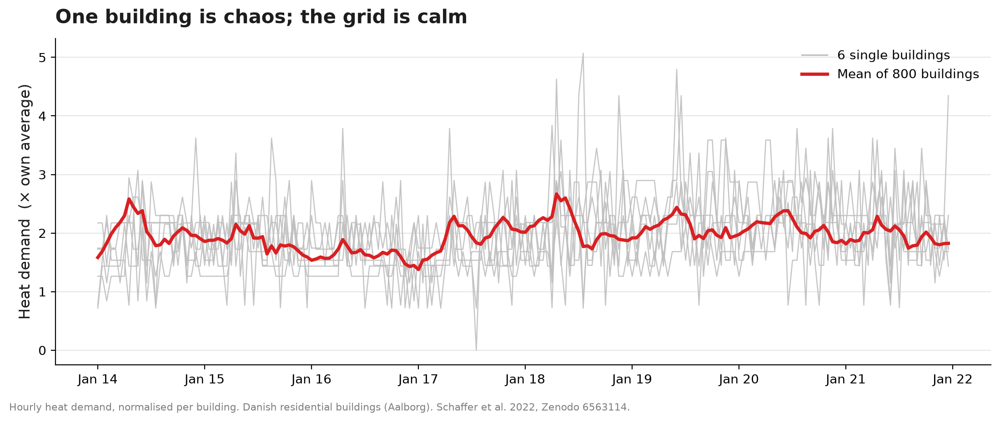 One building is chaos; the grid is calm
6 single buildings
Mean of 800 buildings
Heat demand (× own average)
5
4
3
2
1
0
Jan 14
Jan 15
Jan 16
Jan 17
Jan 18
Jan 19
Jan 20
Jan 21
Jan 22
Hourly heat demand, normalised per building. Danish residential buildings (Aalborg). Schaffer et al. 2022, Zenodo 6563114.